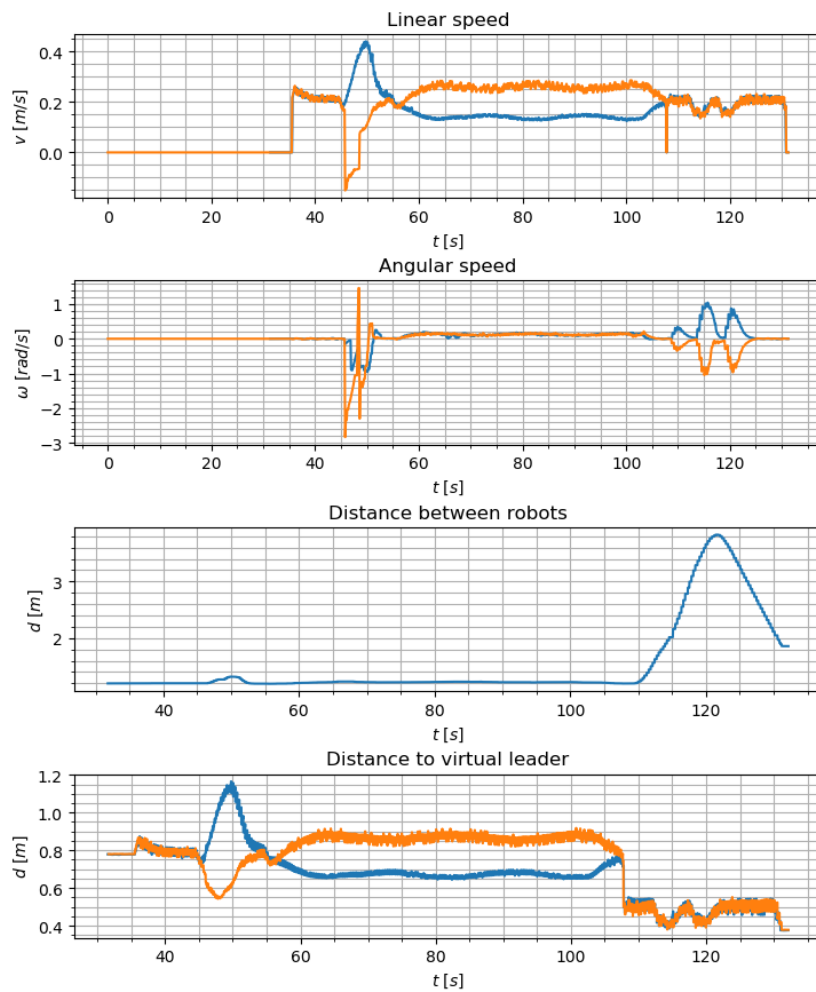 Linear speed
0.4
0.2
0.0
v [m/s]
0 20 40 60 80 100 120
t [s]
Angular speed
1
0
−1
−2
−3
ω [rad/s]
0 20 40 60 80 100 120
t [s]
Distance between robots
3
2
d [m]
40 60 80 100 120
t [s]
Distance to virtual leader
1.2
1.0
0.8
0.6
0.4
d [m]
40 60 80 100 120
t [s]